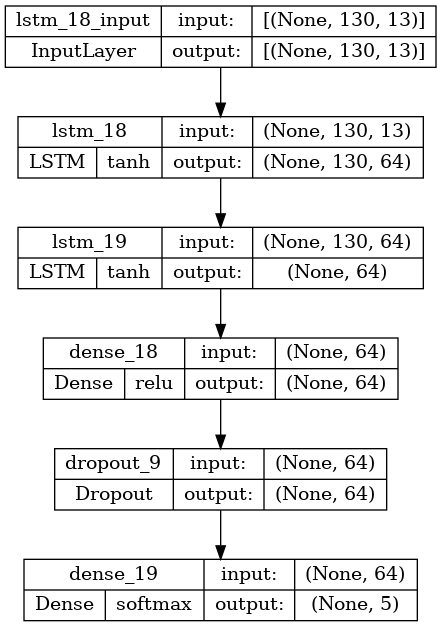 lstm_18_input input: [(None, 130, 13)]
InputLayer output: [(None, 130, 13)]
lstm_18 input: (None, 130, 13)
LSTM tanh output: (None, 130, 64)
lstm_19 input: (None, 130, 64)
LSTM tanh output: (None, 64)
dense_18 input: (None, 64)
Dense relu output: (None, 64)
dropout_9 input: (None, 64)
Dropout output: (None, 64)
dense_19 input: (None, 64)
Dense softmax output: (None, 5)